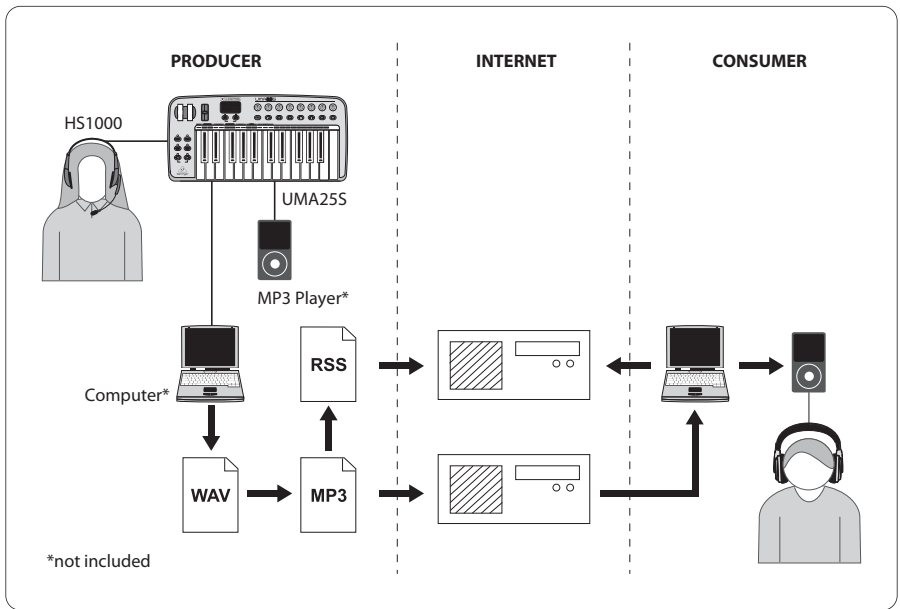 PRODUCER
INTERNET
CONSUMER
HS1000
UMA25S
MP3 Player*
Computer*
RSS
WAV
MP3
*not included